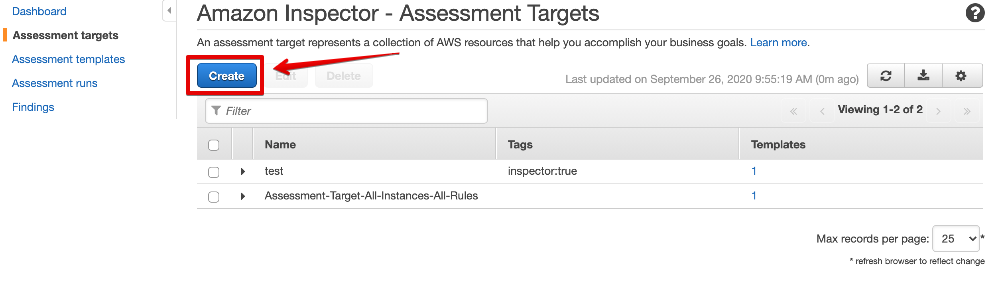 Dashboard
Assessment targets
Assessment templates
Assessment runs
Findings
Amazon Inspector - Assessment Targets
An assessment target represents a collection of AWS resources that help you accomplish your business goals. Learn more.
Create Edit Delete Last updated on September 26, 2020 9:55:19 AM (0m ago)
Filter Viewing 1-2 of 2
Name Tags Templates
test inspector:true 1
Assessment-Target-All-Instances-All-Rules 1
Max records per page: 25 *
* refresh browser to reflect change